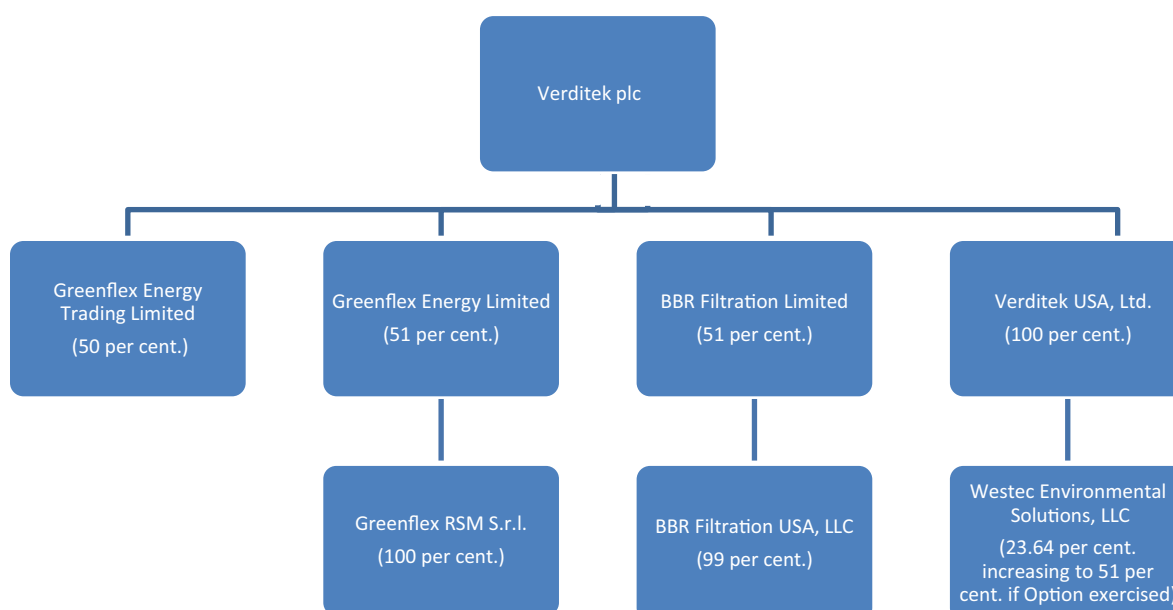 Verditek plc
Greenflex Energy
Trading Limited
(50 per cent.)
Greenflex Energy Limited
(51 per cent.)
BBR Filtration Limited
(51 per cent.)
Verditek USA, Ltd.
(100 per cent.)
Greenflex RSM S.r.l.
(100 per cent.)
BBR Filtration USA, LLC
(99 per cent.)
Westec Environmental
Solutions, LLC
(23.64 per cent.
increasing to 51 per
cent. if Option exercised)